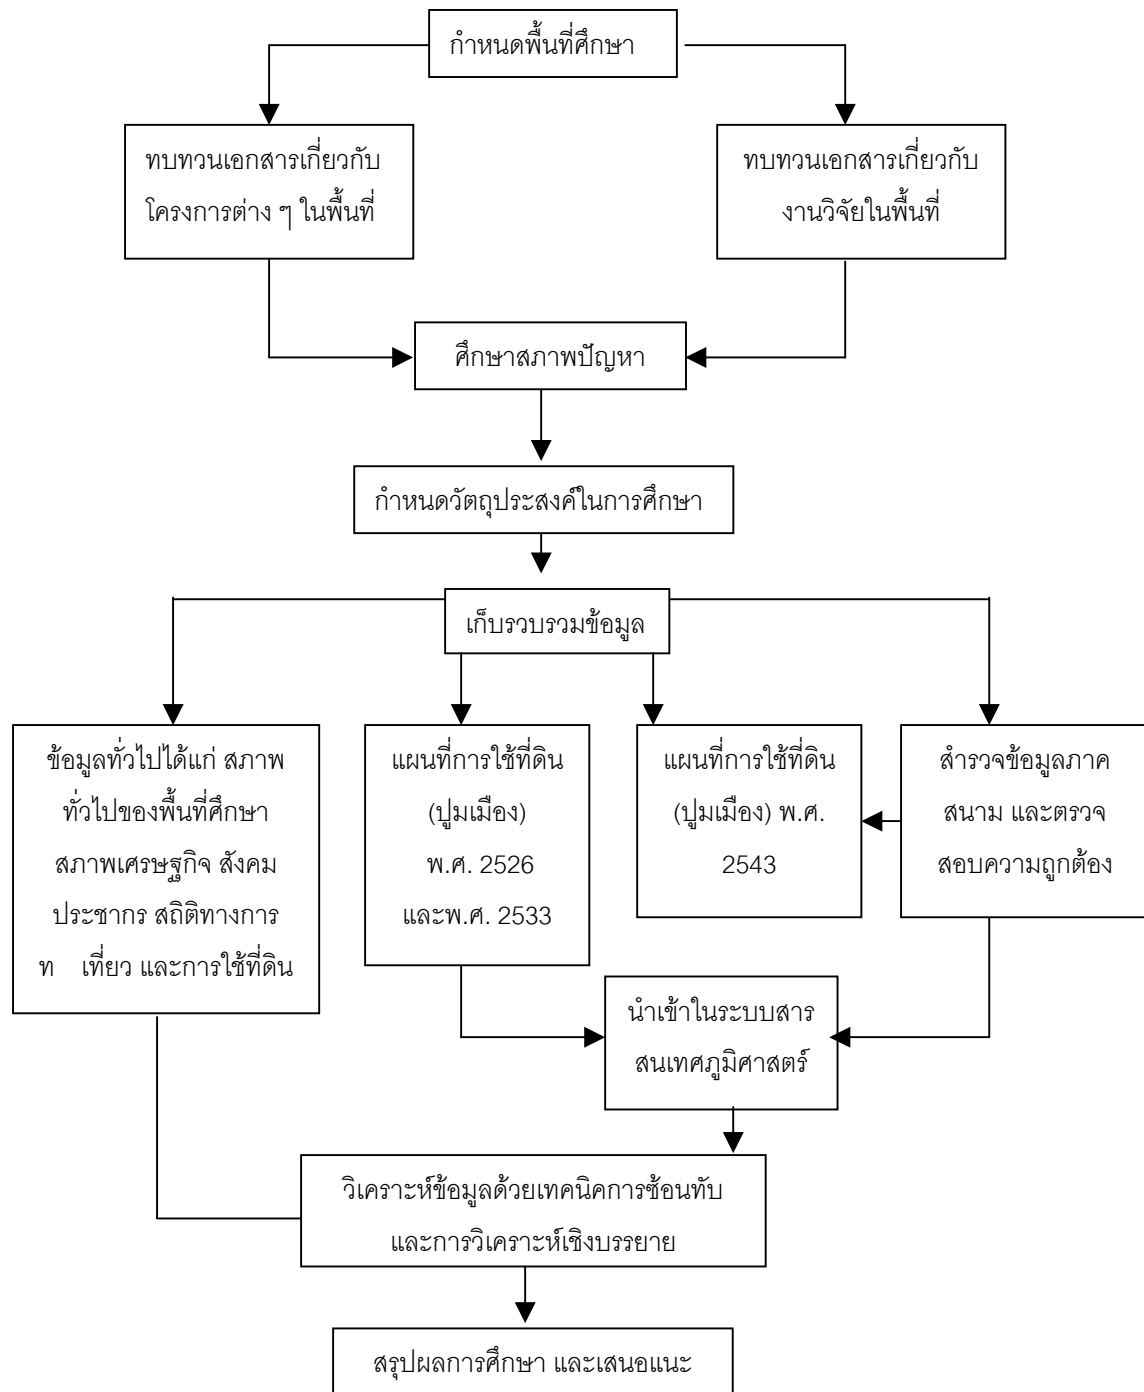 กำหนดพื้นที่ศึกษา
ทบทวนเอกสารเกี่ยวกับ
โครงการต่าง ๆ ในพื้นที่
ทบทวนเอกสารเกี่ยวกับ
งานวิจัยในพื้นที่
ศึกษาสภาพปัญหา
กำหนดวัตถุประสงค์ในการศึกษา
เก็บรวบรวมข้อมูล
ข้อมูลทั่วไปได้แก่ สภาพ
ทั่วไปของพื้นที่ศึกษา
สภาพเศรษฐกิจ สังคม
ประชากร สถิติทางการ
ท เที่ยว และการใช้ที่ดิน
แผนที่การใช้ที่ดิน
(ปูมเมือง)
พ.ศ. 2526
และพ.ศ. 2533
แผนที่การใช้ที่ดิน
(ปูมเมือง) พ.ศ.
2543
สำรวจข้อมูลภาค
สนาม และตรวจ
สอบความถูกต้อง
นำเข้าในระบบสาร
สนเทศภูมิศาสตร์
วิเคราะห์ข้อมูลด้วยเทคนิคการซ้อนทับ
และการวิเคราะห์เชิงบรรยาย
สรุปผลการศึกษา และเสนอแนะ